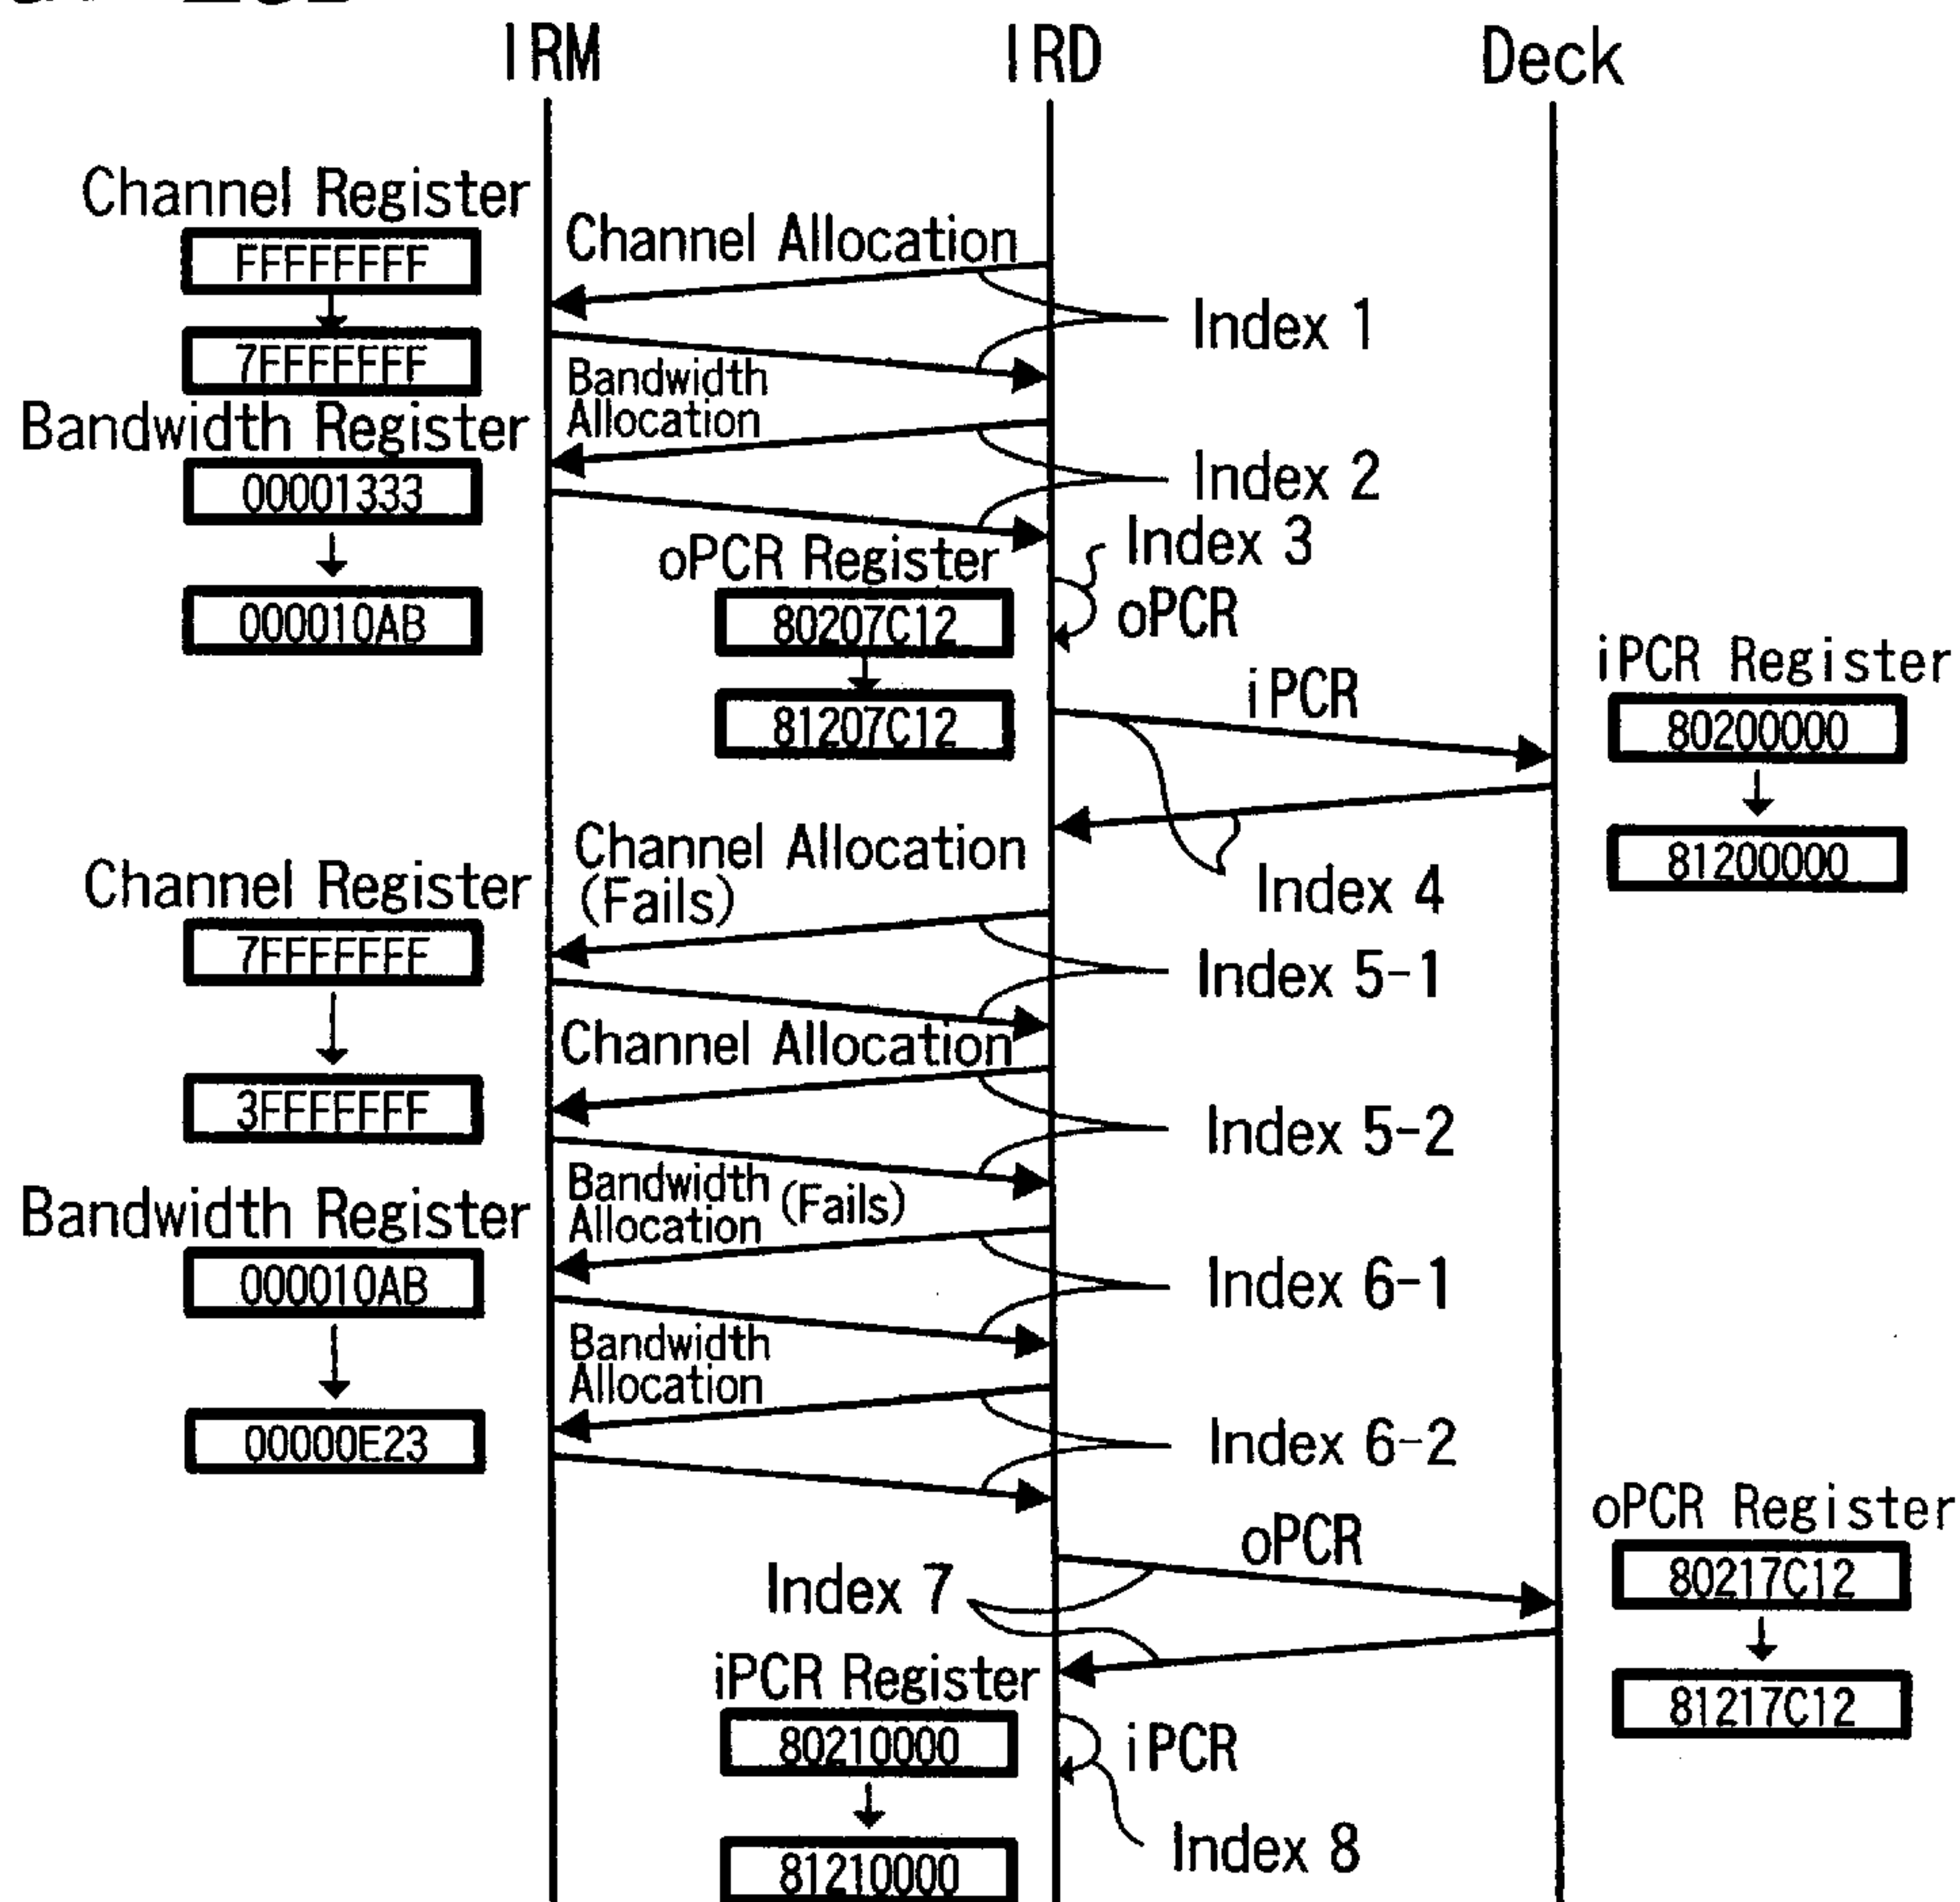 IRM IRD Deck
Channel Register
FFFFFFFF
Channel Allocation
Index 1
7FFFFFFF
Bandwidth
Allocation
Bandwidth Register
00001333
Index 2
Index 3
oPCR Register
000010AB
80207C12
oPCR
81207C12
iPCR
iPCR Register
80200000
81200000
Channel Allocation
(Fails)
Index 4
Channel Register
7FFFFFFF
Index 5-1
Channel Allocation
3FFFFFFF
Index 5-2
Bandwidth
Allocation
(Fails)
Bandwidth Register
000010AB
Index 6-1
Bandwidth
Allocation
00000E23
Index 6-2
oPCR
oPCR Register
80217C12
Index 7
81217C12
iPCR Register
80210000
iPCR
Index 8
81210000